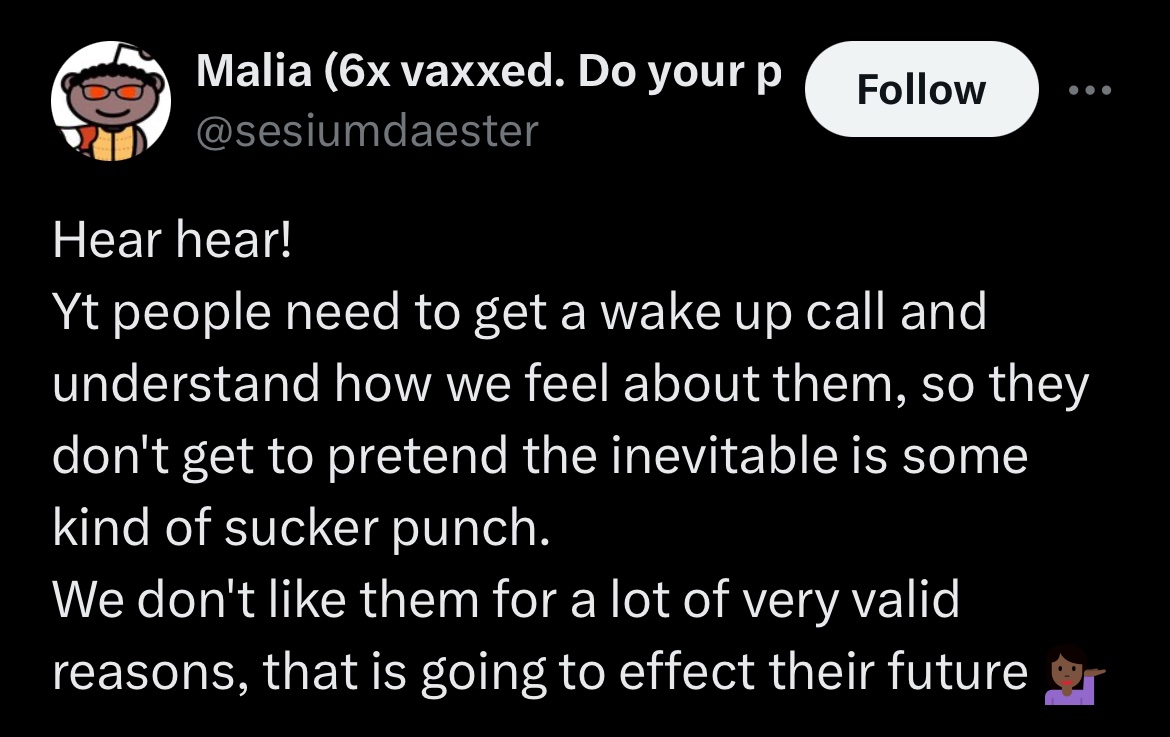 Malia (6x vaxxed. Do your p
Follow
@sesiumdaester
Hear hear!
Yt people need to get a wake up call and
understand how we feel about them, so they
don't get to pretend the inevitable is some
kind of sucker punch.
We don't like them for a lot of very valid
reasons, that is going to effect their future 💁🏾‍♀️